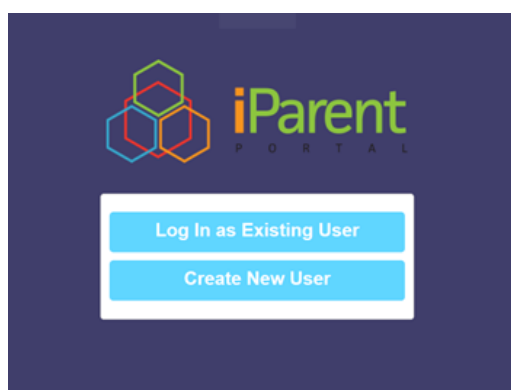 iParent
PORTAL
Log In as Existing User
Create New User